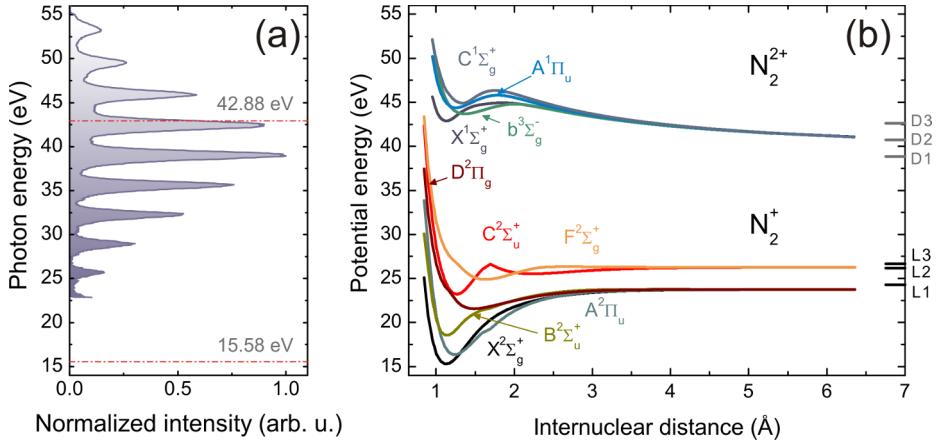 (a)
55
50
45
40
35
30
25
20
15
Photon energy (eV)
42.88 eV
15.58 eV
0.0
0.5
1.0
Normalized intensity (arb. u.)
(b)
55
50
45
40
35
30
25
20
15
Potential energy (eV)
C¹Σg⁺
A¹Πu
N₂²⁺
X¹Σg⁺
b³Σg⁻
D²Πg
N₂⁺
C²Σu⁺
F²Σg⁺
A²Πu
B²Σu⁺
X²Σg⁺
D3
D2
D1
L3
L2
L1
1
2
3
4
5
6
7
Internuclear distance (Å)